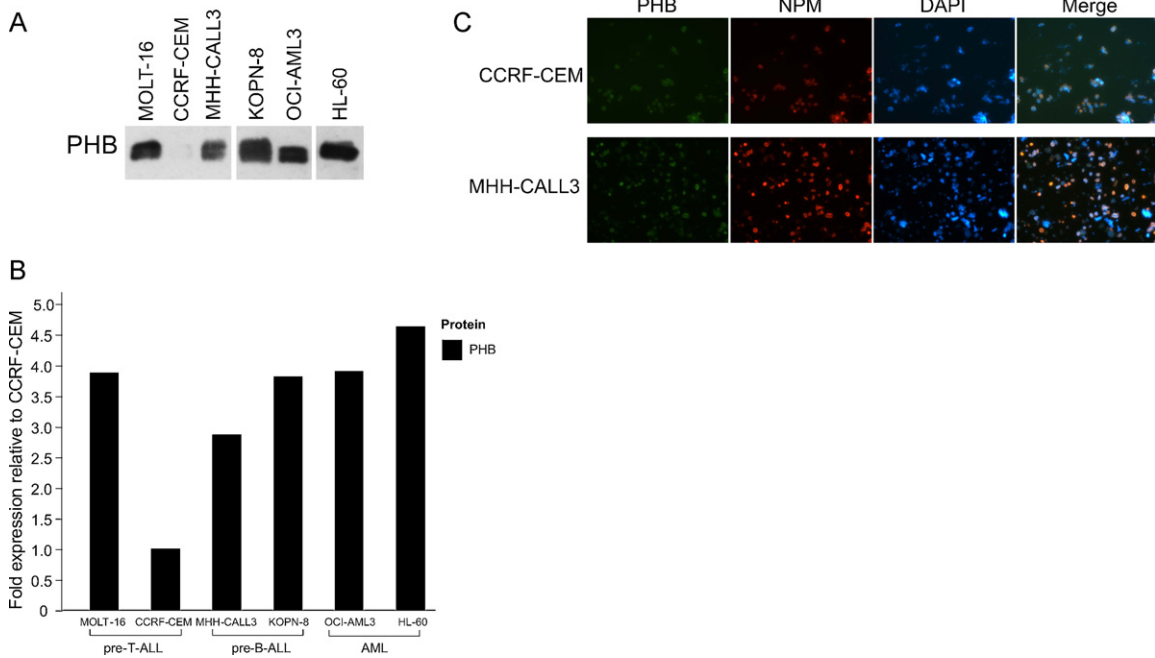 A
MOLT-16
CCRF-CEM
MHH-CALL3
KOPN-8
OCI-AML3
HL-60
PHB
C
PHB NPM DAPI Merge
CCRF-CEM
MHH-CALL3
B
Fold expression relative to CCRF-CEM
5.0
4.5
4.0
3.5
3.0
2.5
2.0
1.5
1.0
0.5
0
Protein
PHB
MOLT-16 CCRF-CEM MHH-CALL3 KOPN-8 OCI-AML3 HL-60
pre-T-ALL pre-B-ALL AML